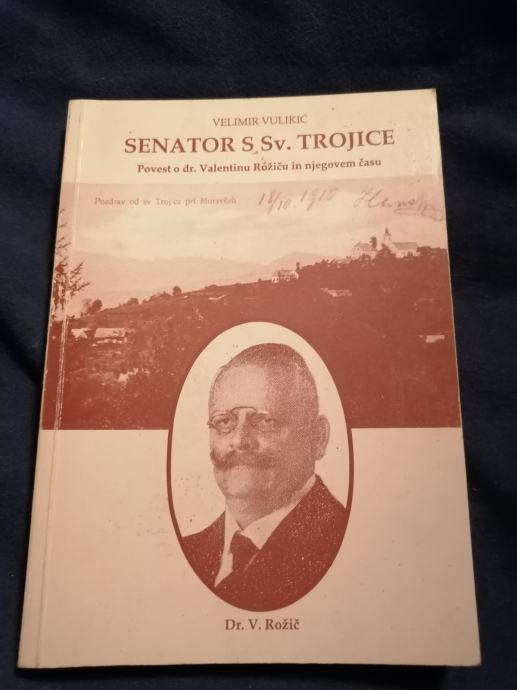 VELIMIR VULIKIĆ
SENATOR S Sv. TROJICE
Povest o dr. Valentinu Rožiču in njegovem času
Pozdrav od sv Trojice pri Moravčah
18/10. 1918
Dr. V. Rožič